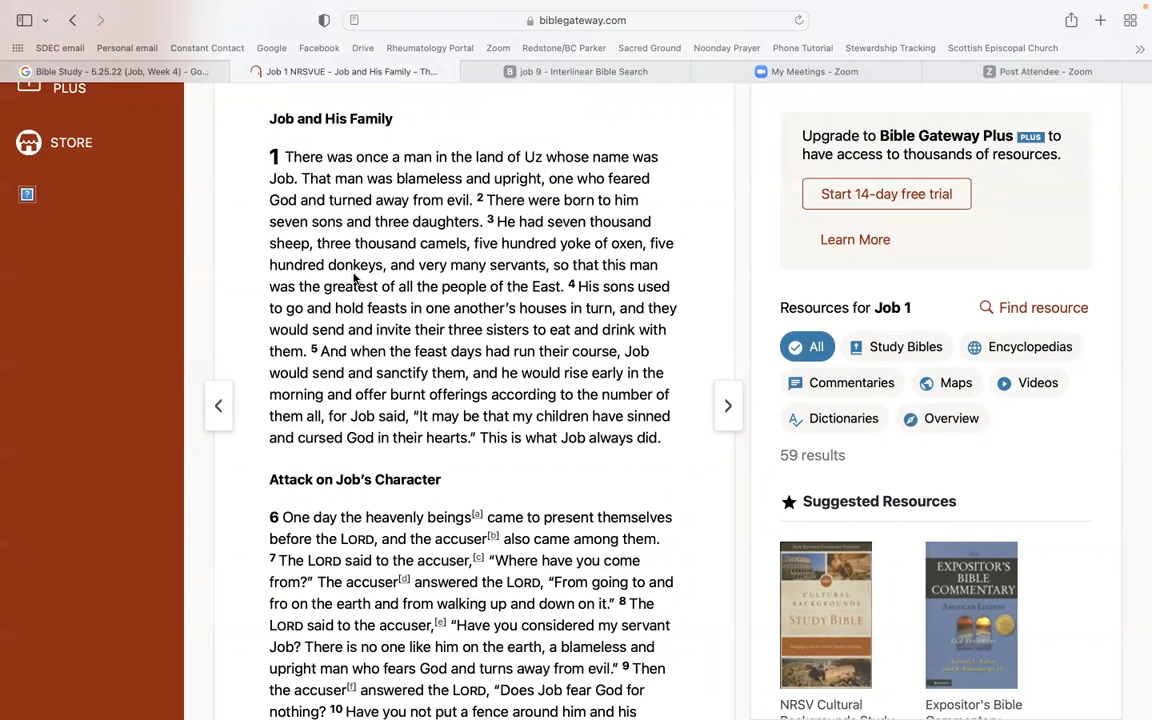 biblegateway.com
SDEC email Personal email Constant Contact Google Facebook Drive Rheumatology Portal Zoom Redstone/BC Parker Sacred Ground Noonday Prayer Phone Tutorial Stewardship Tracking Scottish Episcopal Church
Bible Study - 5.25.22 (Job, Week 4) - Go... Job 1 NRSVUE - Job and His Family - Th... B job 9 - Interlinear Bible Search My Meetings - Zoom Z Post Attendee - Zoom
PLUS
STORE
Job and His Family
1 There was once a man in the land of Uz whose name was
Job. That man was blameless and upright, one who feared
God and turned away from evil. 2 There were born to him
seven sons and three daughters. 3 He had seven thousand
sheep, three thousand camels, five hundred yoke of oxen, five
hundred donkeys, and very many servants, so that this man
was the greatest of all the people of the East. 4 His sons used
to go and hold feasts in one another's houses in turn, and they
would send and invite their three sisters to eat and drink with
them. 5 And when the feast days had run their course, Job
would send and sanctify them, and he would rise early in the
morning and offer burnt offerings according to the number of
them all, for Job said, “It may be that my children have sinned
and cursed God in their hearts.” This is what Job always did.
Attack on Job's Character
6 One day the heavenly beings[a] came to present themselves
before the LORD, and the accuser[b] also came among them.
7 The LORD said to the accuser,[c] “Where have you come
from?” The accuser[d] answered the LORD, “From going to and
fro on the earth and from walking up and down on it.” 8 The
LORD said to the accuser,[e] “Have you considered my servant
Job? There is no one like him on the earth, a blameless and
upright man who fears God and turns away from evil.” 9 Then
the accuser[f] answered the LORD, “Does Job fear God for
nothing? 10 Have you not put a fence around him and his
Upgrade to Bible Gateway Plus PLUS to
have access to thousands of resources.
Start 14-day free trial
Learn More
Resources for Job 1 Find resource
All Study Bibles Encyclopedias
Commentaries Maps Videos
Dictionaries Overview
59 results
Suggested Resources
CULTURAL
BACKGROUNDS
STUDY BIBLE
THE
EXPOSITOR'S
BIBLE
COMMENTARY
ABRIDGED EDITION
Old Testament
NRSV Cultural
Backgrounds Study
Expositor's Bible
Commentary